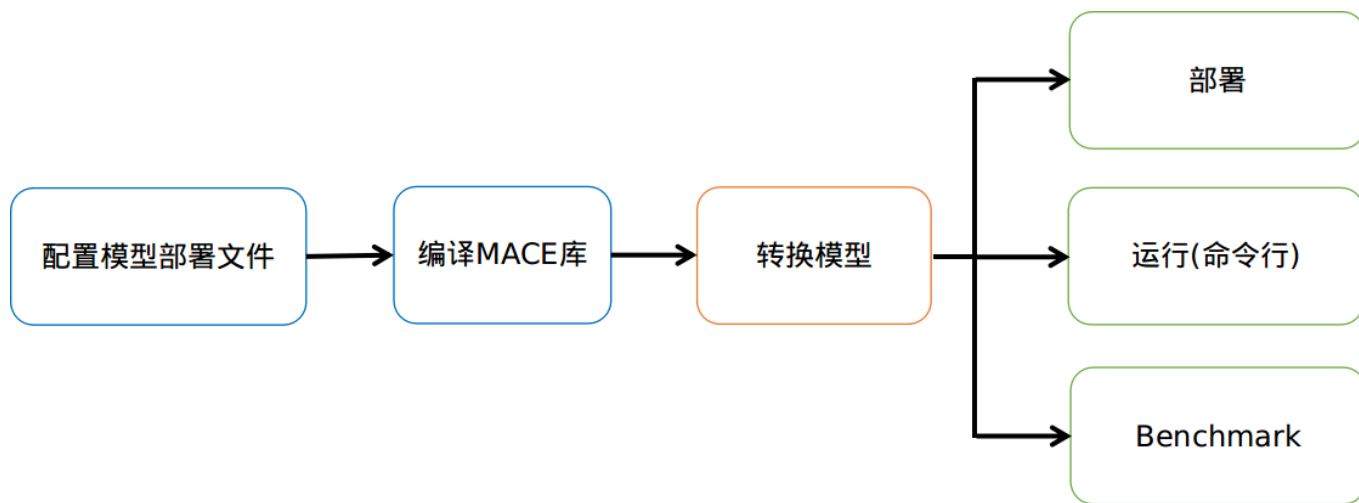 配置模型部署文件
编译MACE库
转换模型
部署
运行(命令行)
Benchmark